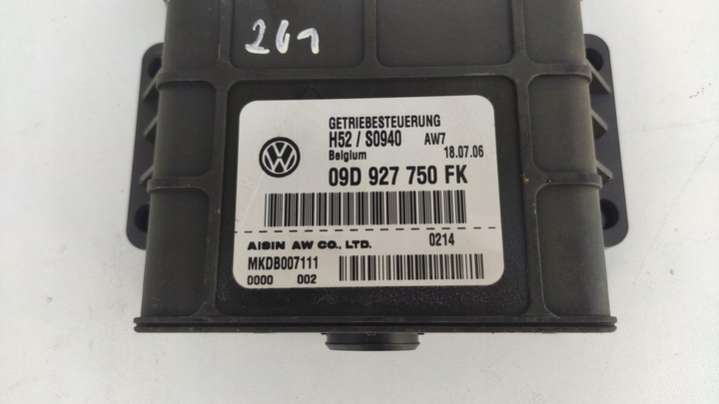 261
GETRIEBESTEUERUNG
H52 / S0940 AW7
Belgium 18.07.06
09D 927 750 FK
AISIN AW CO., LTD. 0214
MKDB007111
0000 002